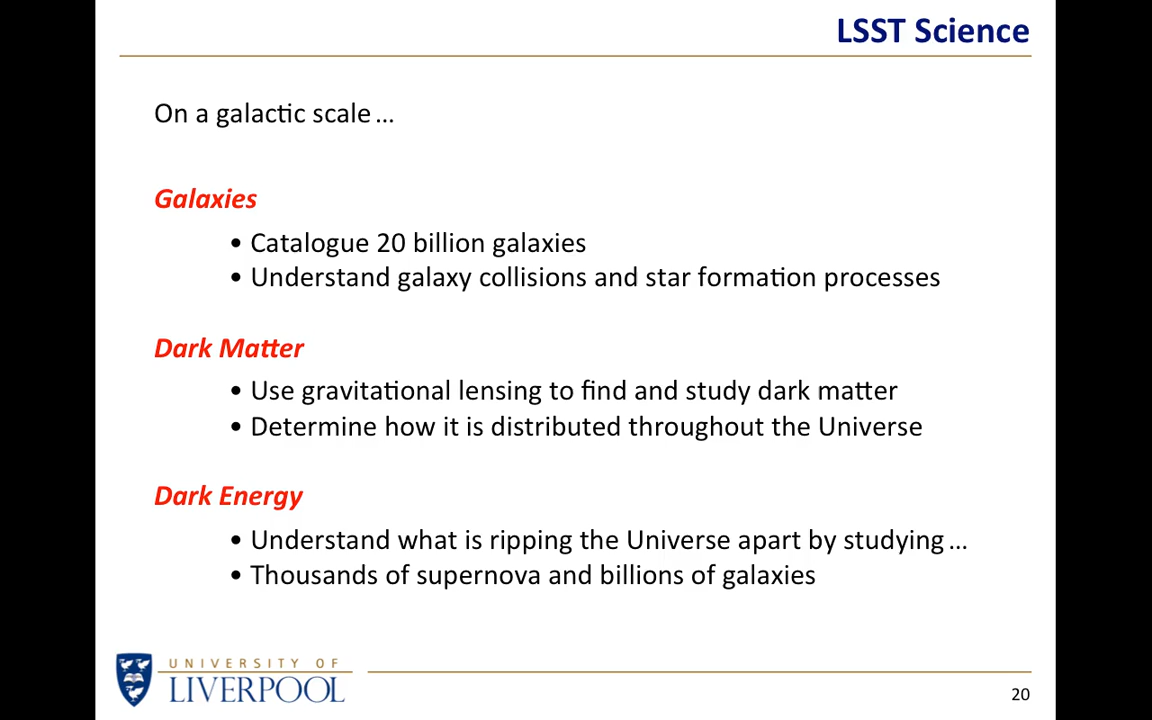 LSST Science
On a galactic scale ...
Galaxies
• Catalogue 20 billion galaxies
• Understand galaxy collisions and star formation processes
Dark Matter
• Use gravitational lensing to find and study dark matter
• Determine how it is distributed throughout the Universe
Dark Energy
• Understand what is ripping the Universe apart by studying ...
• Thousands of supernova and billions of galaxies
UNIVERSITY OF
LIVERPOOL
20